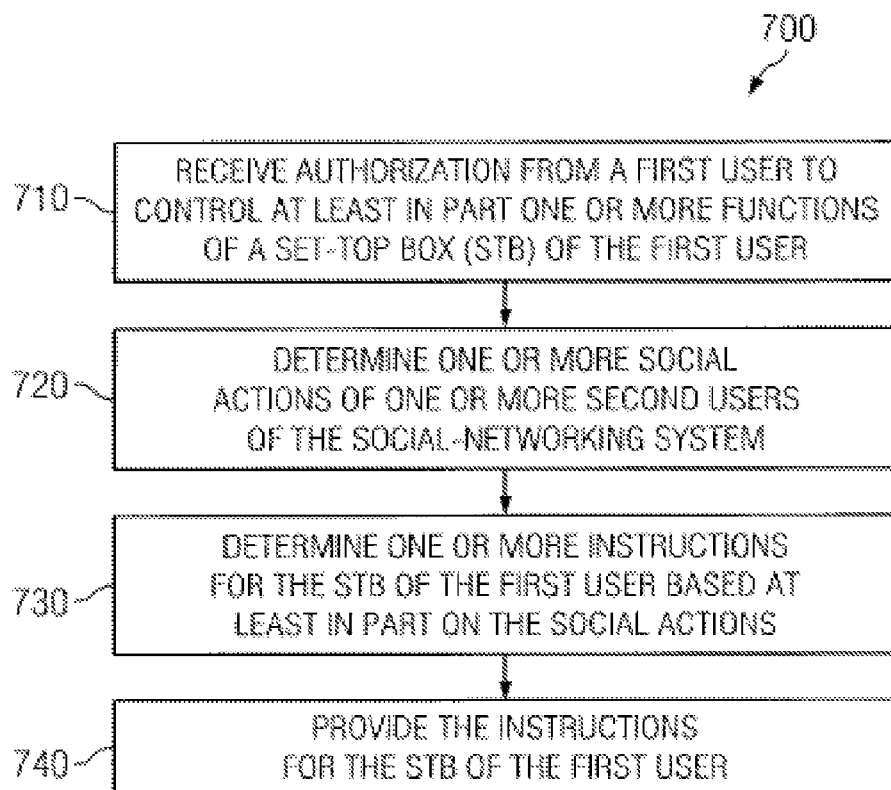 700
710
RECEIVE AUTHORIZATION FROM A FIRST USER TO
CONTROL AT LEAST IN PART ONE OR MORE FUNCTIONS
OF A SET-TOP BOX (STB) OF THE FIRST USER
720
DETERMINE ONE OR MORE SOCIAL
ACTIONS OF ONE OR MORE SECOND USERS
OF THE SOCIAL-NETWORKING SYSTEM
730
DETERMINE ONE OR MORE INSTRUCTIONS
FOR THE STB OF THE FIRST USER BASED AT
LEAST IN PART ON THE SOCIAL ACTIONS
740
PROVIDE THE INSTRUCTIONS
FOR THE STB OF THE FIRST USER